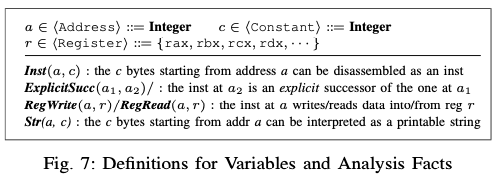 a ∈ ⟨Address⟩ ::= Integer c ∈ ⟨Constant⟩ ::= Integer
r ∈ ⟨Register⟩ ::= {rax, rbx, rcx, rdx, ··· }
Inst(a, c) : the c bytes starting from address a can be disassembled as an inst
ExplicitSucc(a₁, a₂)/ : the inst at a₂ is an explicit successor of the one at a₁
RegWrite(a, r)/RegRead(a, r) : the inst at a writes/reads data into/from reg r
Str(a, c) : the c bytes starting from addr a can be interpreted as a printable string
Fig. 7: Definitions for Variables and Analysis Facts